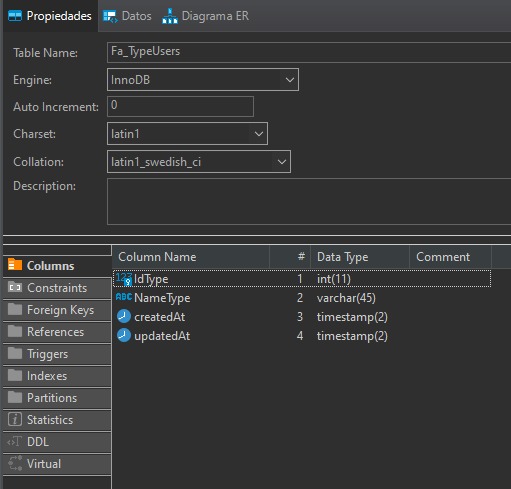 Propiedades Datos Diagrama ER
Table Name: Fa_TypeUsers
Engine: InnoDB
Auto Increment: 0
Charset: latin1
Collation: latin1_swedish_ci
Description:
Column Name # Data Type Comment
Columns
Constraints
Foreign Keys
References
Triggers
Indexes
Partitions
Statistics
DDL
Virtual
123 IdType 1 int(11)
ABC NameType 2 varchar(45)
createdAt 3 timestamp(2)
updatedAt 4 timestamp(2)